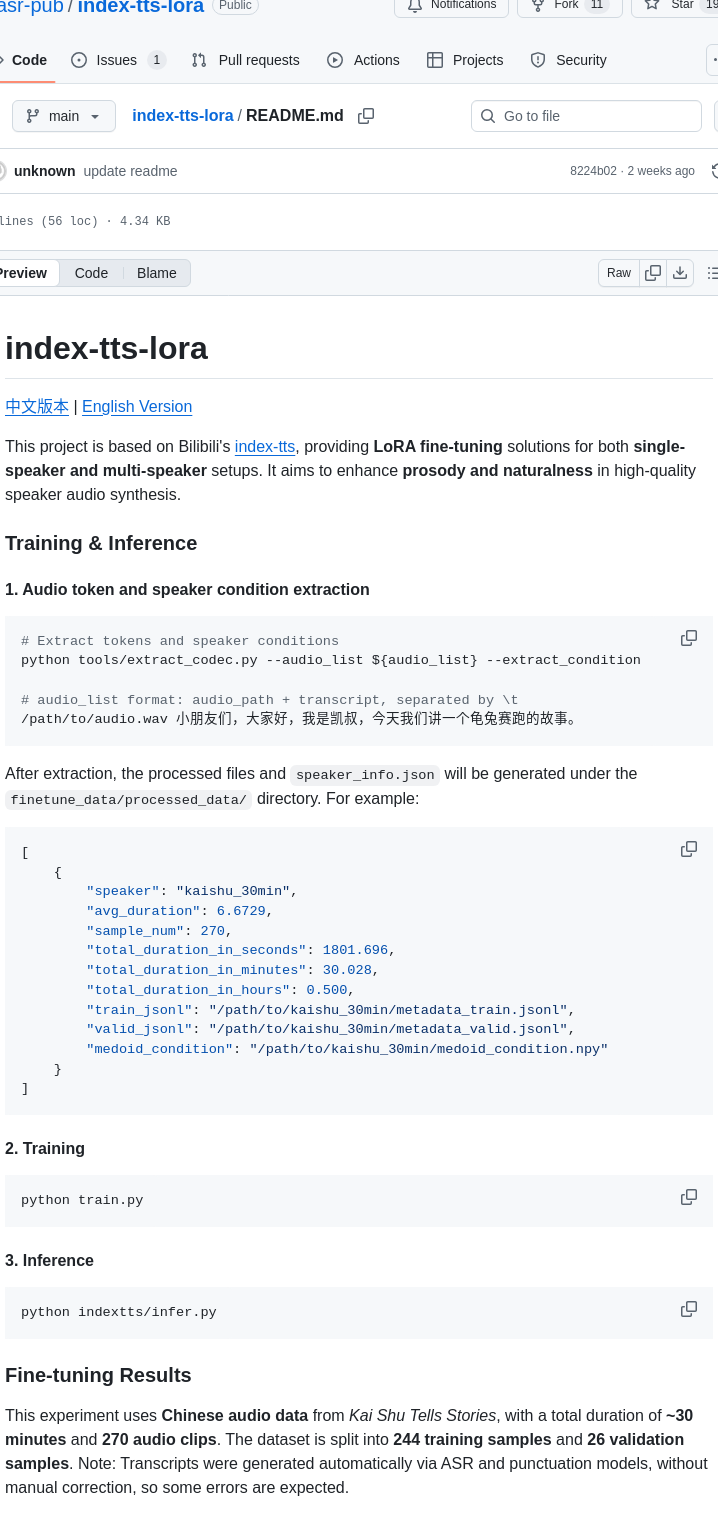 asr-pub / index-tts-lora Public Notifications Fork 11 Star 19
Code Issues 1 Pull requests Actions Projects Security
main index-tts-lora / README.md Go to file
unknown update readme 8224b02 · 2 weeks ago
lines (56 loc) · 4.34 KB
Preview Code Blame Raw
index-tts-lora
中文版本 | English Version
This project is based on Bilibili's index-tts, providing LoRA fine-tuning solutions for both single-
speaker and multi-speaker setups. It aims to enhance prosody and naturalness in high-quality
speaker audio synthesis.
Training & Inference
1. Audio token and speaker condition extraction
# Extract tokens and speaker conditions
python tools/extract_codec.py --audio_list ${audio_list} --extract_condition
# audio_list format: audio_path + transcript, separated by \t
/path/to/audio.wav 小朋友们，大家好，我是凯叔，今天我们讲一个龟兔赛跑的故事。
After extraction, the processed files and speaker_info.json will be generated under the
finetune_data/processed_data/ directory. For example:
[
{
"speaker": "kaishu_30min",
"avg_duration": 6.6729,
"sample_num": 270,
"total_duration_in_seconds": 1801.696,
"total_duration_in_minutes": 30.028,
"total_duration_in_hours": 0.500,
"train_jsonl": "/path/to/kaishu_30min/metadata_train.jsonl",
"valid_jsonl": "/path/to/kaishu_30min/metadata_valid.jsonl",
"medoid_condition": "/path/to/kaishu_30min/medoid_condition.npy"
}
]
2. Training
python train.py
3. Inference
python indextts/infer.py
Fine-tuning Results
This experiment uses Chinese audio data from Kai Shu Tells Stories, with a total duration of ~30
minutes and 270 audio clips. The dataset is split into 244 training samples and 26 validation
samples. Note: Transcripts were generated automatically via ASR and punctuation models, without
manual correction, so some errors are expected.